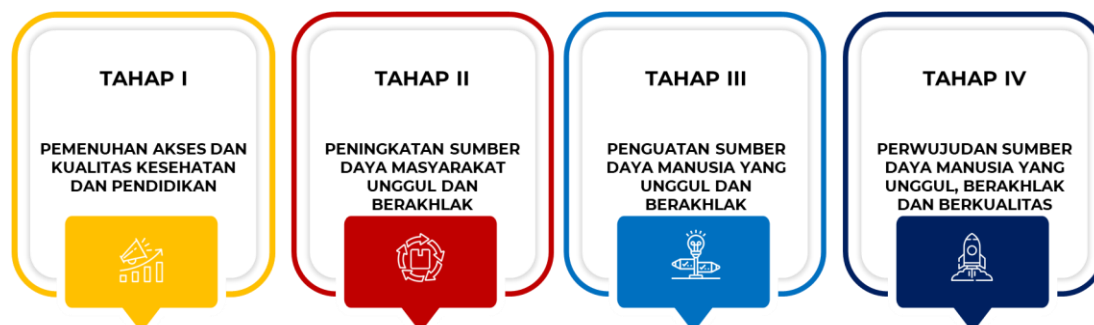 TAHAP I
PEMENUHAN AKSES DAN
KUALITAS KESEHATAN
DAN PENDIDIKAN
TAHAP II
PENINGKATAN SUMBER
DAYA MASYARAKAT
UNGGUL DAN
BERAKHLAK
TAHAP III
PENGUATAN SUMBER
DAYA MANUSIA YANG
UNGGUL DAN
BERAKHLAK
TAHAP IV
PERWUJUDAN SUMBER
DAYA MANUSIA YANG
UNGGUL, BERAKHLAK
DAN BERKUALITAS